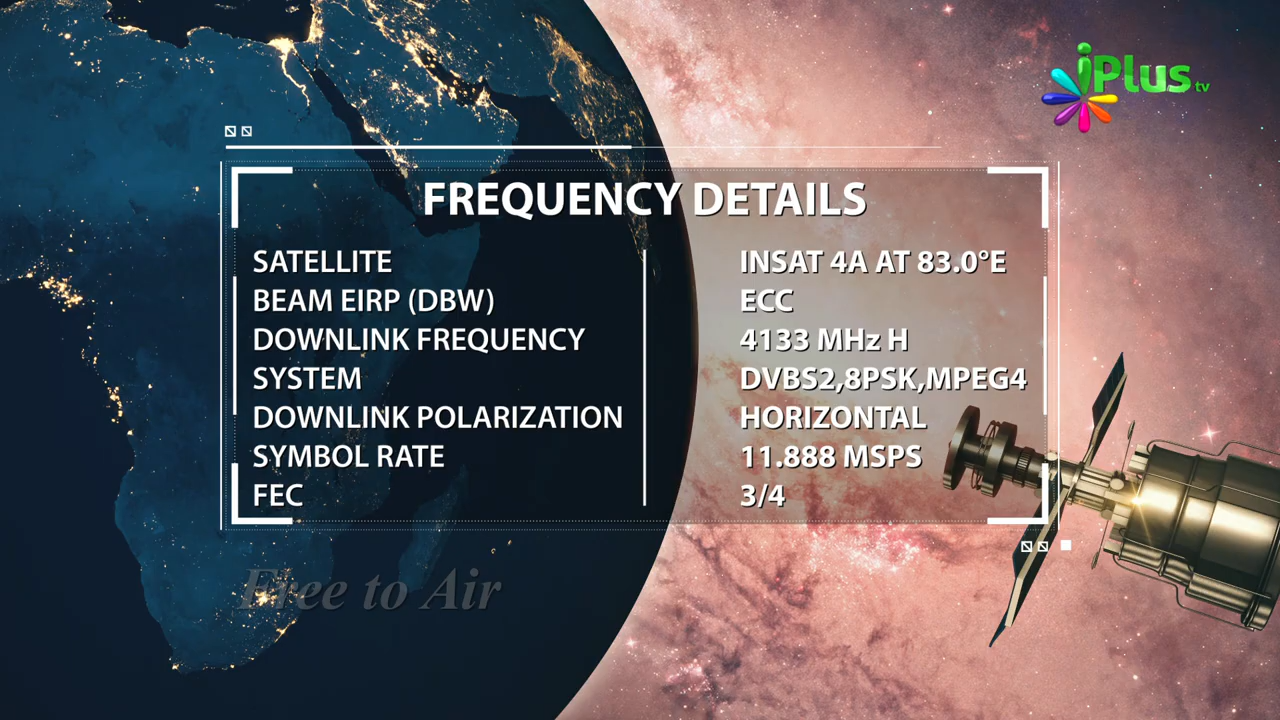 iPlus tv
FREQUENCY DETAILS
SATELLITE INSAT 4A AT 83.0°E
BEAM EIRP (DBW) ECC
DOWNLINK FREQUENCY 4133 MHz H
SYSTEM DVBS2,8PSK,MPEG4
DOWNLINK POLARIZATION HORIZONTAL
SYMBOL RATE 11.888 MSPS
FEC 3/4
Free to Air